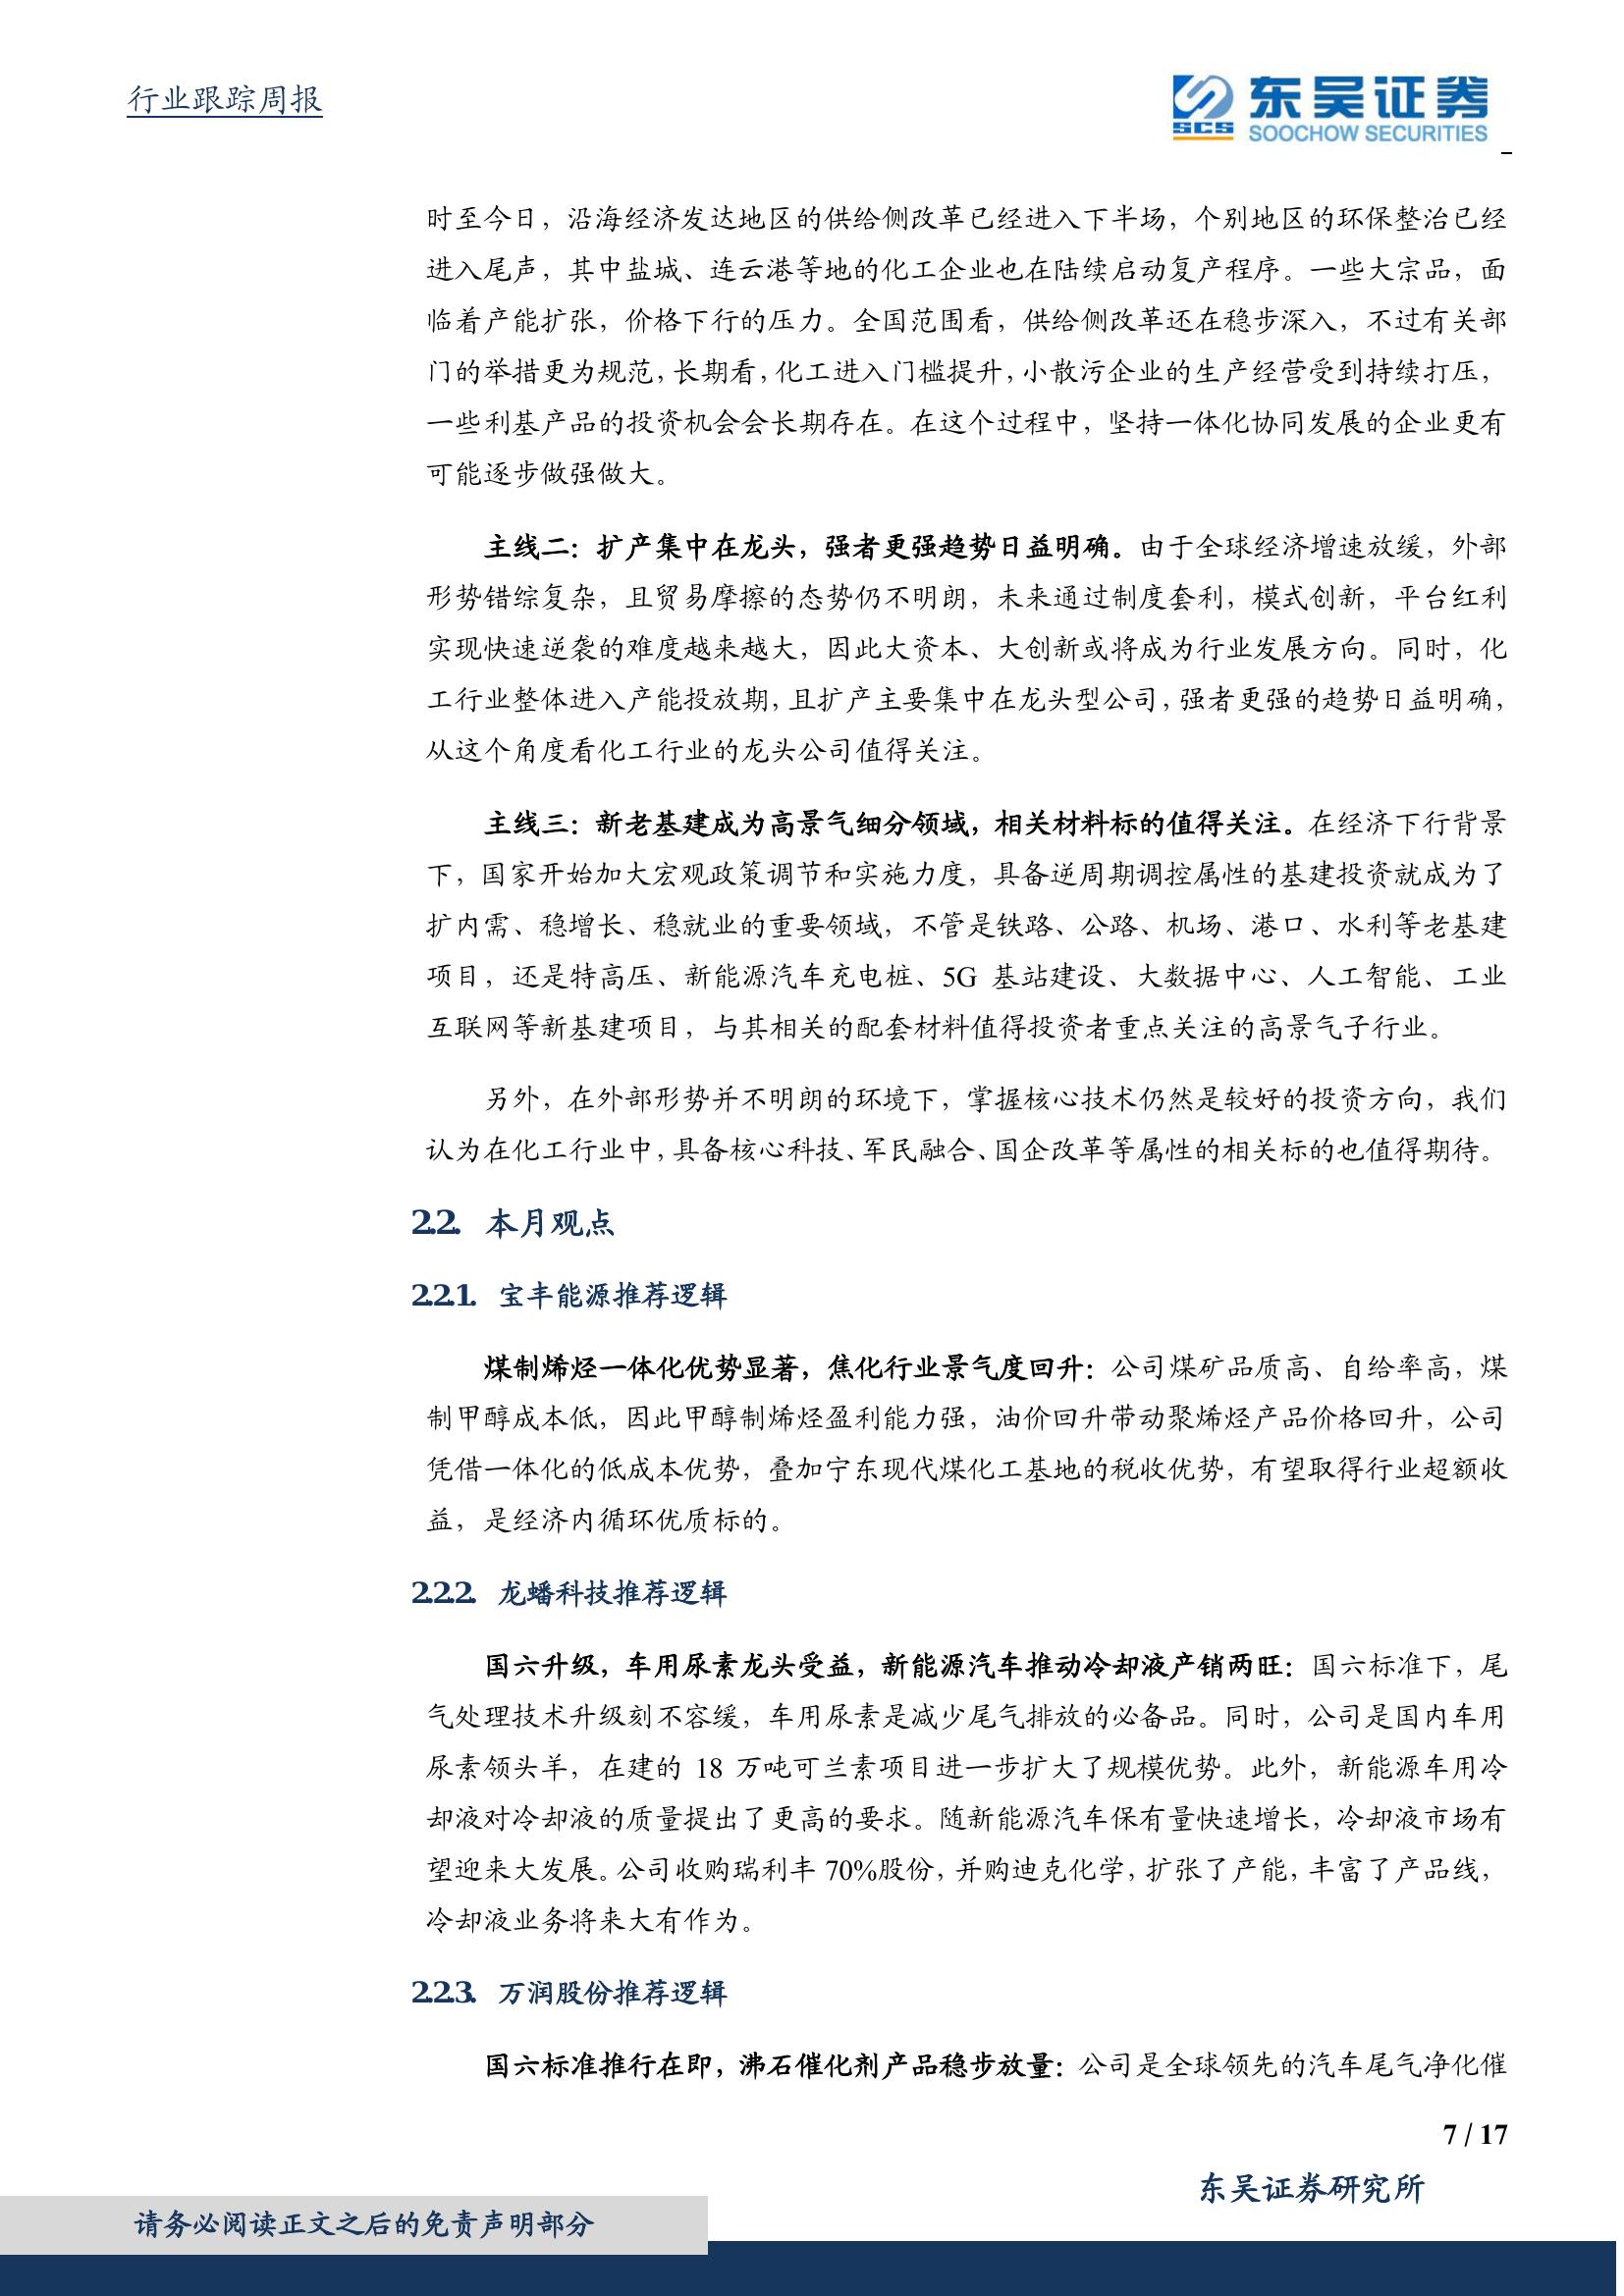 行业跟踪周报
SCS
东吴证券
SOOCHOW SECURITIES
时至今日，沿海经济发达地区的供给侧改革已经进入下半场，个别地区的环保整治已经
进入尾声，其中盐城、连云港等地的化工企业也在陆续启动复产程序。一些大宗品，面
临着产能扩张，价格下行的压力。全国范围看，供给侧改革还在稳步深入，不过有关部
门的举措更为规范，长期看，化工进入门槛提升，小散污企业的生产经营受到持续打压，
一些利基产品的投资机会会长期存在。在这个过程中，坚持一体化协同发展的企业更有
可能逐步做强做大。
主线二：扩产集中在龙头，强者更强趋势日益明确。由于全球经济增速放缓，外部
形势错综复杂，且贸易摩擦的态势仍不明朗，未来通过制度套利，模式创新，平台红利
实现快速逆袭的难度越来越大，因此大资本、大创新或将成为行业发展方向。同时，化
工行业整体进入产能投放期，且扩产主要集中在龙头型公司，强者更强的趋势日益明确，
从这个角度看化工行业的龙头公司值得关注。
主线三：新老基建成为高景气细分领域，相关材料标的值得关注。在经济下行背景
下，国家开始加大宏观政策调节和实施力度，具备逆周期调控属性的基建投资就成为了
扩内需、稳增长、稳就业的重要领域，不管是铁路、公路、机场、港口、水利等老基建
项目，还是特高压、新能源汽车充电桩、5G 基站建设、大数据中心、人工智能、工业
互联网等新基建项目，与其相关的配套材料值得投资者重点关注的高景气子行业。
另外，在外部形势并不明朗的环境下，掌握核心技术仍然是较好的投资方向，我们
认为在化工行业中，具备核心科技、军民融合、国企改革等属性的相关标的也值得期待。
2.2. 本月观点
2.2.1. 宝丰能源推荐逻辑
煤制烯烃一体化优势显著，焦化行业景气度回升：公司煤矿品质高、自给率高，煤
制甲醇成本低，因此甲醇制烯烃盈利能力强，油价回升带动聚烯烃产品价格回升，公司
凭借一体化的低成本优势，叠加宁东现代煤化工基地的税收优势，有望取得行业超额收
益，是经济内循环优质标的。
2.2.2. 龙蟠科技推荐逻辑
国六升级，车用尿素龙头受益，新能源汽车推动冷却液产销两旺：国六标准下，尾
气处理技术升级刻不容缓，车用尿素是减少尾气排放的必备品。同时，公司是国内车用
尿素领头羊，在建的 18 万吨可兰素项目进一步扩大了规模优势。此外，新能源车用冷
却液对冷却液的质量提出了更高的要求。随新能源汽车保有量快速增长，冷却液市场有
望迎来大发展。公司收购瑞利丰 70%股份，并购迪克化学，扩张了产能，丰富了产品线，
冷却液业务将来大有作为。
2.2.3. 万润股份推荐逻辑
国六标准推行在即，沸石催化剂产品稳步放量：公司是全球领先的汽车尾气净化催
7 / 17
东吴证券研究所
请务必阅读正文之后的免责声明部分